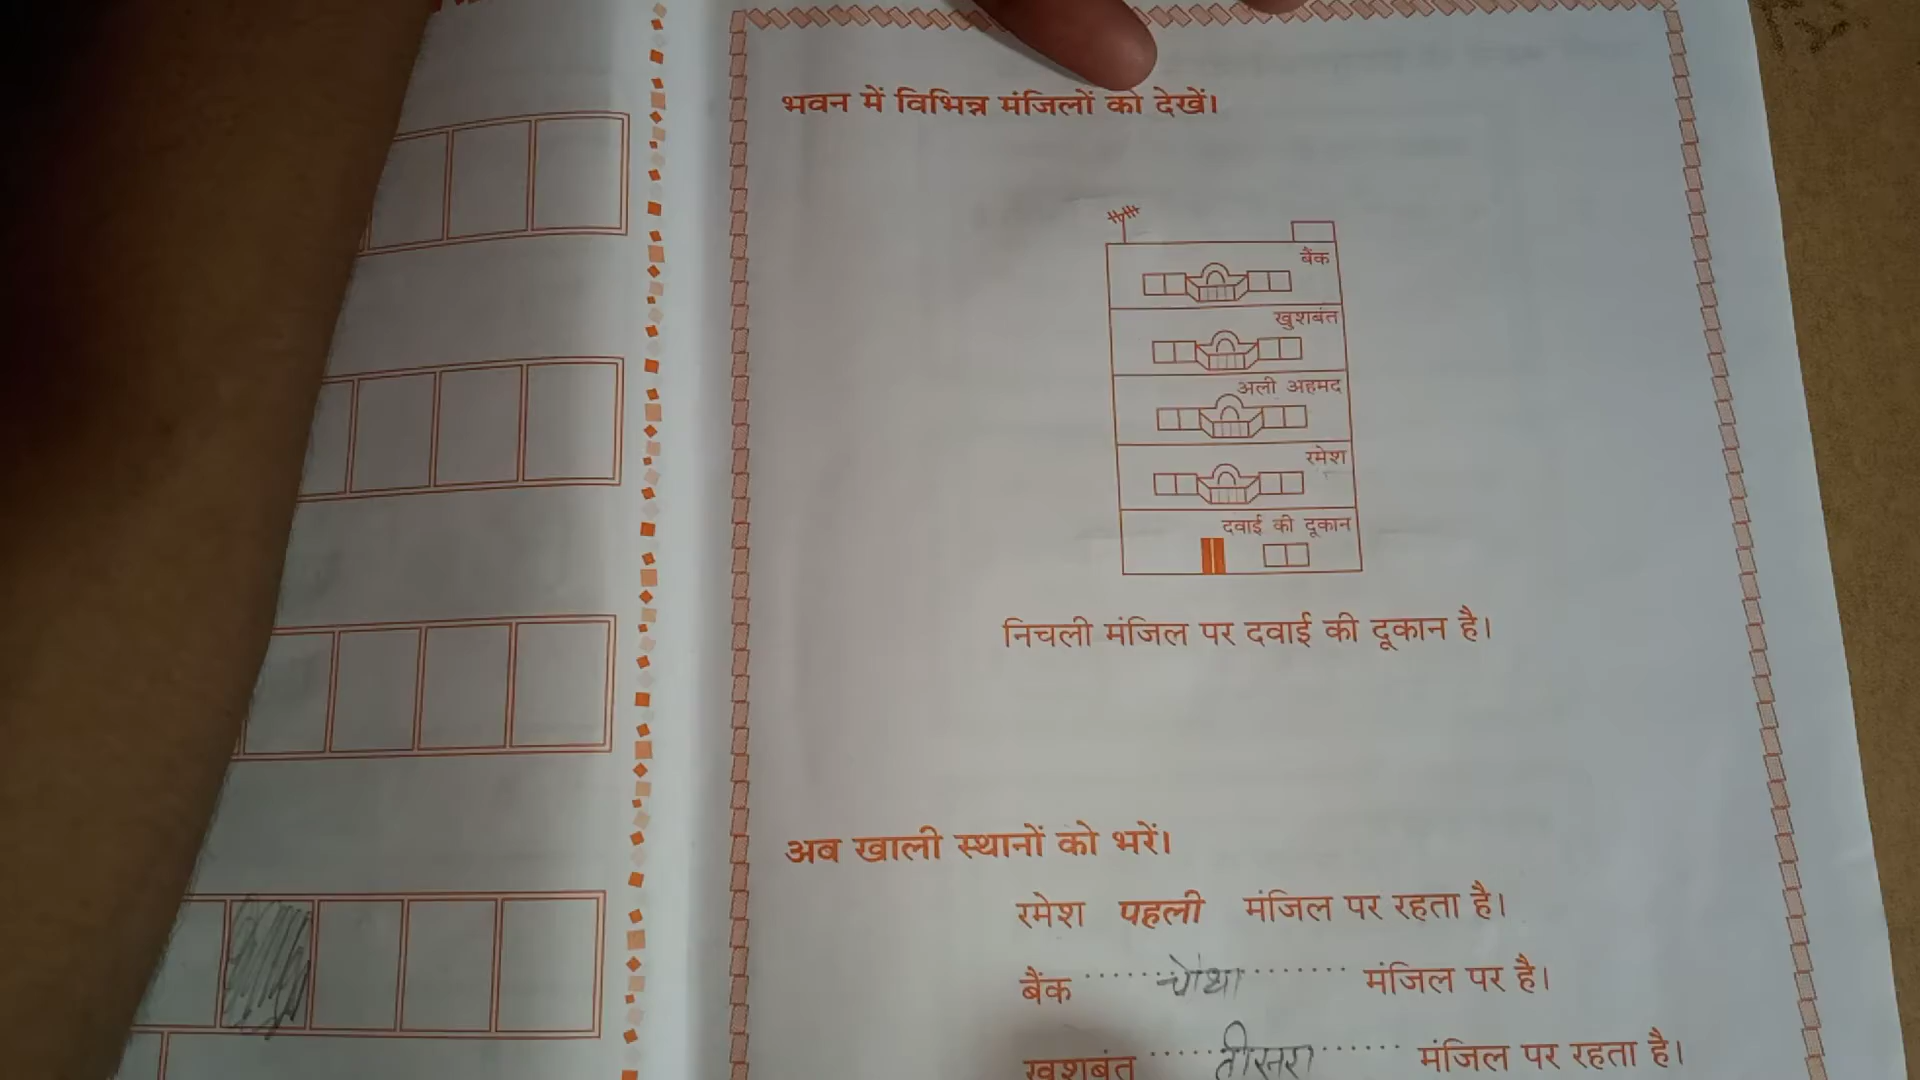 भवन में विभिन्न मंजिलों को देखें।
बैंक
खुशबंत
अली अहमद
रमेश
दवाई की दूकान
निचली मंजिल पर दवाई की दूकान है।
अब खाली स्थानों को भरें।
रमेश पहली मंजिल पर रहता है।
बैंक ......चौथा....... मंजिल पर है।
खुशबंत .....तीसरा...... मंजिल पर रहता है।